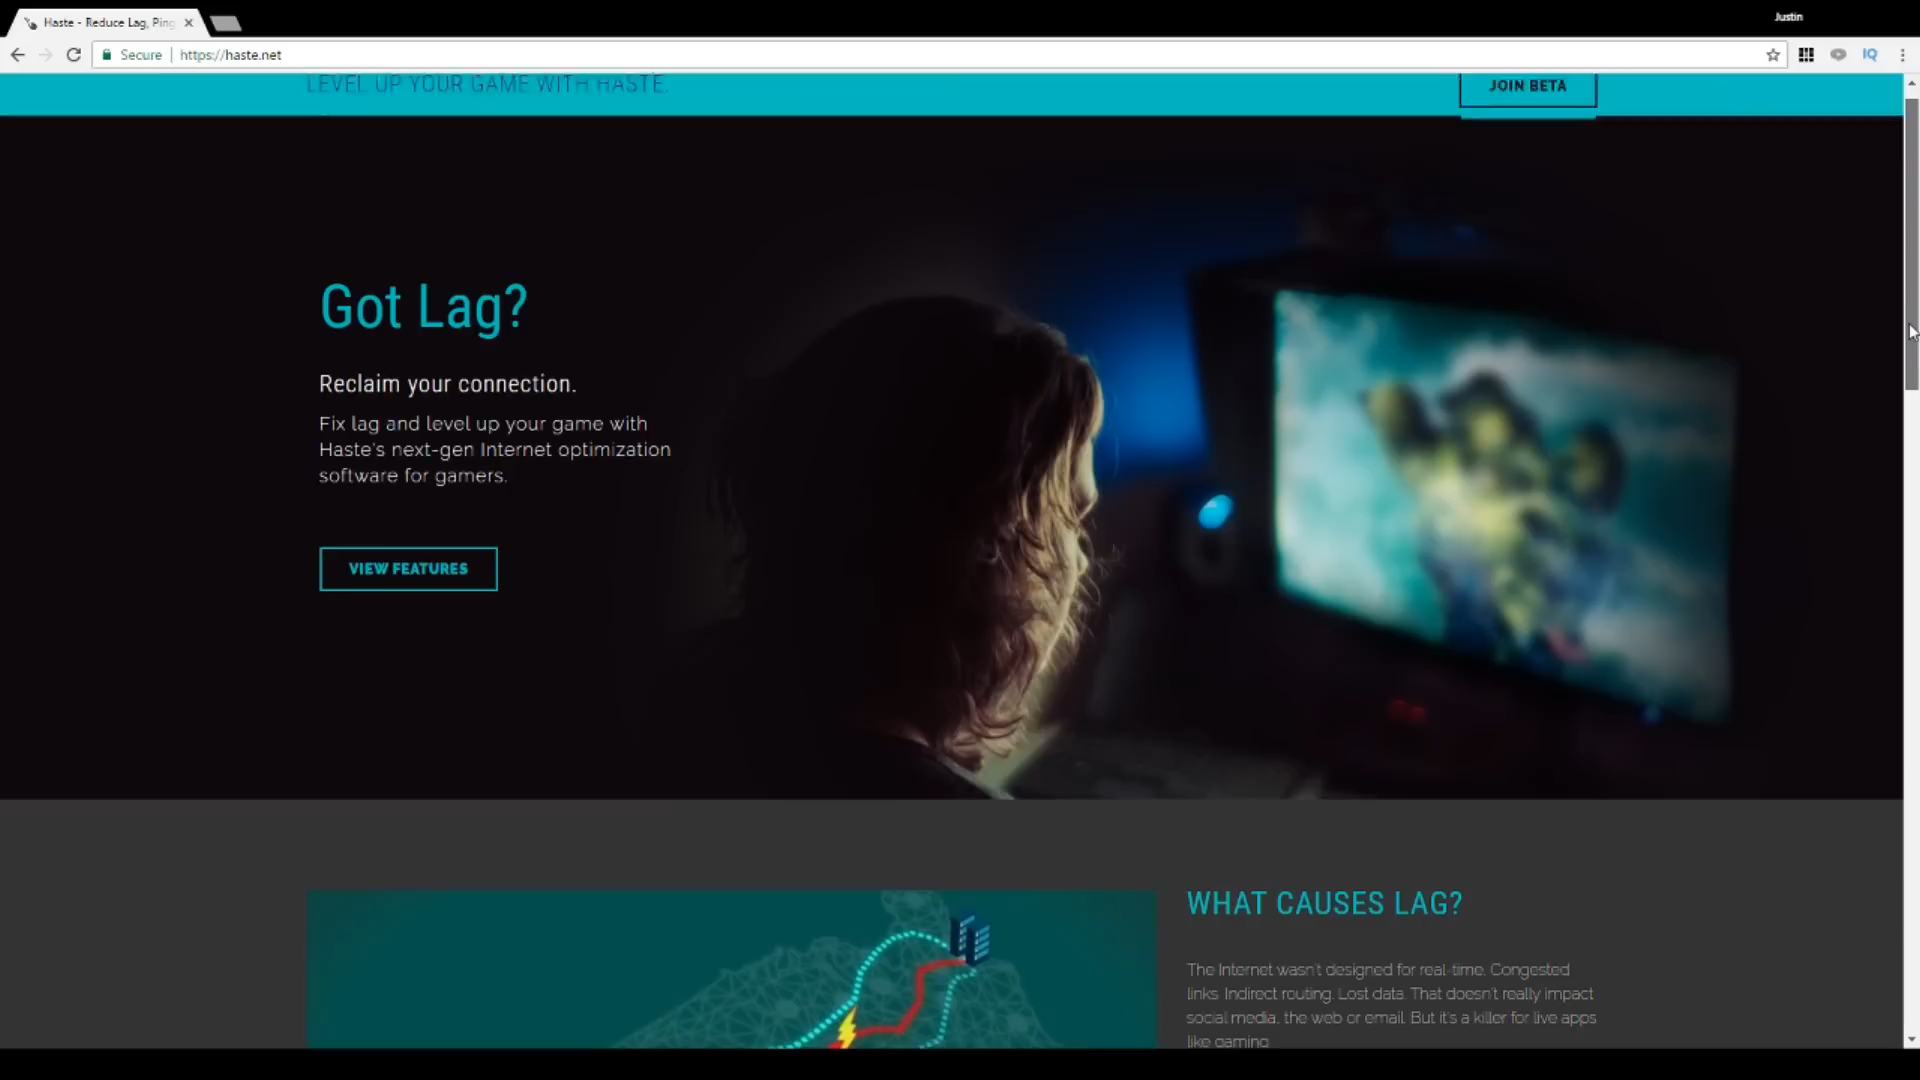 Haste - Reduce Lag, Ping
Justin
Secure
https://haste.net
IQ
LEVEL UP YOUR GAME WITH HASTE.
JOIN BETA
Got Lag?
Reclaim your connection.
Fix lag and level up your game with
Haste's next-gen Internet optimization
software for gamers.
VIEW FEATURES
WHAT CAUSES LAG?
The Internet wasn't designed for real-time. Congested
links. Indirect routing. Lost data. That doesn't really impact
social media, the web or email. But it's a killer for live apps
like gaming